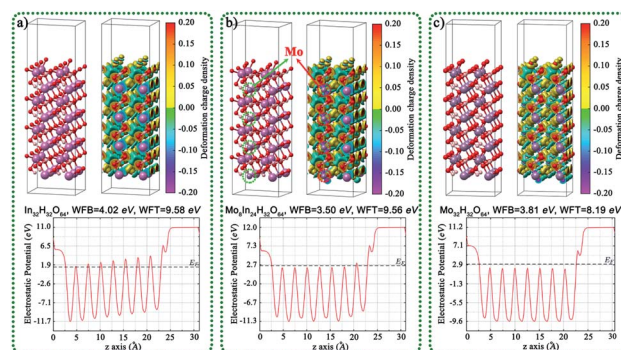 a)
0.20
0.15
0.10
0.05
0.00
-0.05
-0.10
-0.15
-0.20
Deformation charge density
In32H32O64, WFB=4.02 eV, WFT=9.58 eV
Electrostatic Potential (eV)
11.0
7.3
1.9
-2.6
-7.1
-11.7
EF
0 5 10 15 20 25 30
z axis (Å)
b)
Mo
0.20
0.15
0.10
0.05
0.00
-0.05
-0.10
-0.15
-0.20
Deformation charge density
Mo8In24H32O64, WFB=3.50 eV, WFT=9.56 eV
Electrostatic Potential (eV)
12.0
7.3
2.7
-2.0
-6.6
-11.3
EF
0 5 10 15 20 25 30
z axis (Å)
c)
0.20
0.15
0.10
0.05
0.00
-0.05
-0.10
-0.15
-0.20
Deformation charge density
Mo32H32O64, WFB=3.81 eV, WFT=8.19 eV
Electrostatic Potential (eV)
11.0
6.7
2.9
-1.3
-5.5
-9.6
EF
0 5 10 15 20 25 30
z axis (Å)